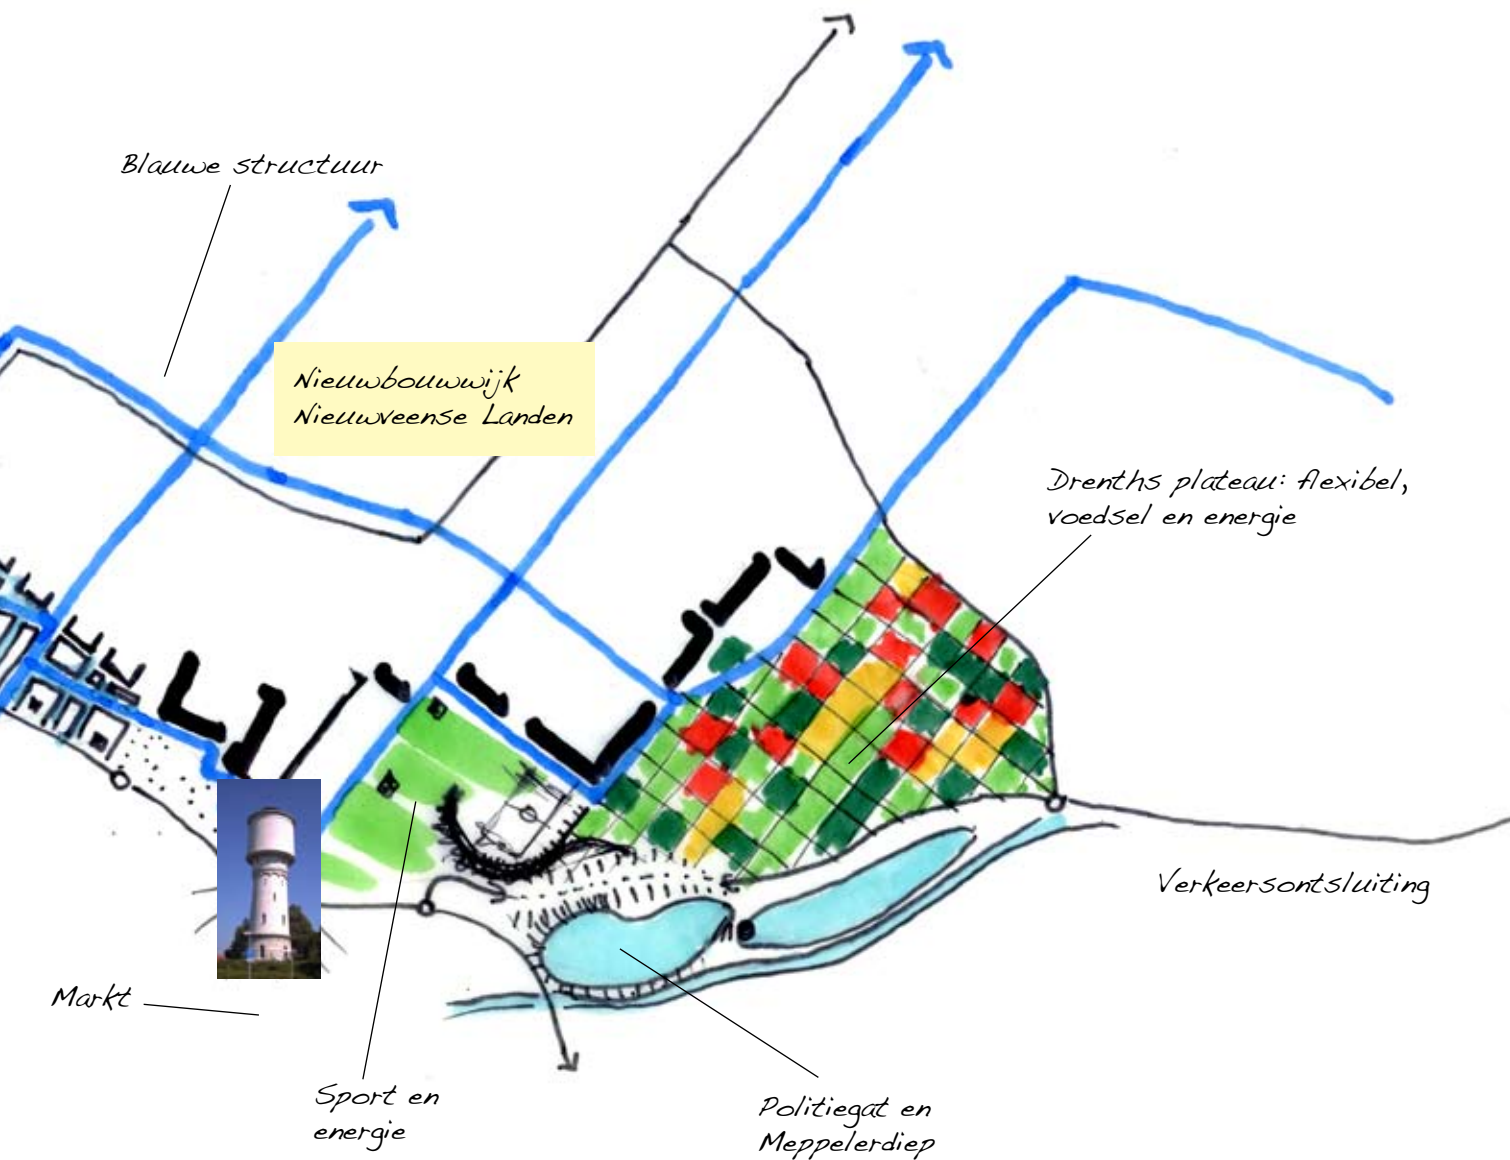 Blauwe structuur
Nieuwbouwwijk
Nieuwveense Landen
Drenths plateau: flexibel,
voedsel en energie
Verkeersontsluiting
Markt
Sport en
energie
Politiegat en
Meppelerdiep